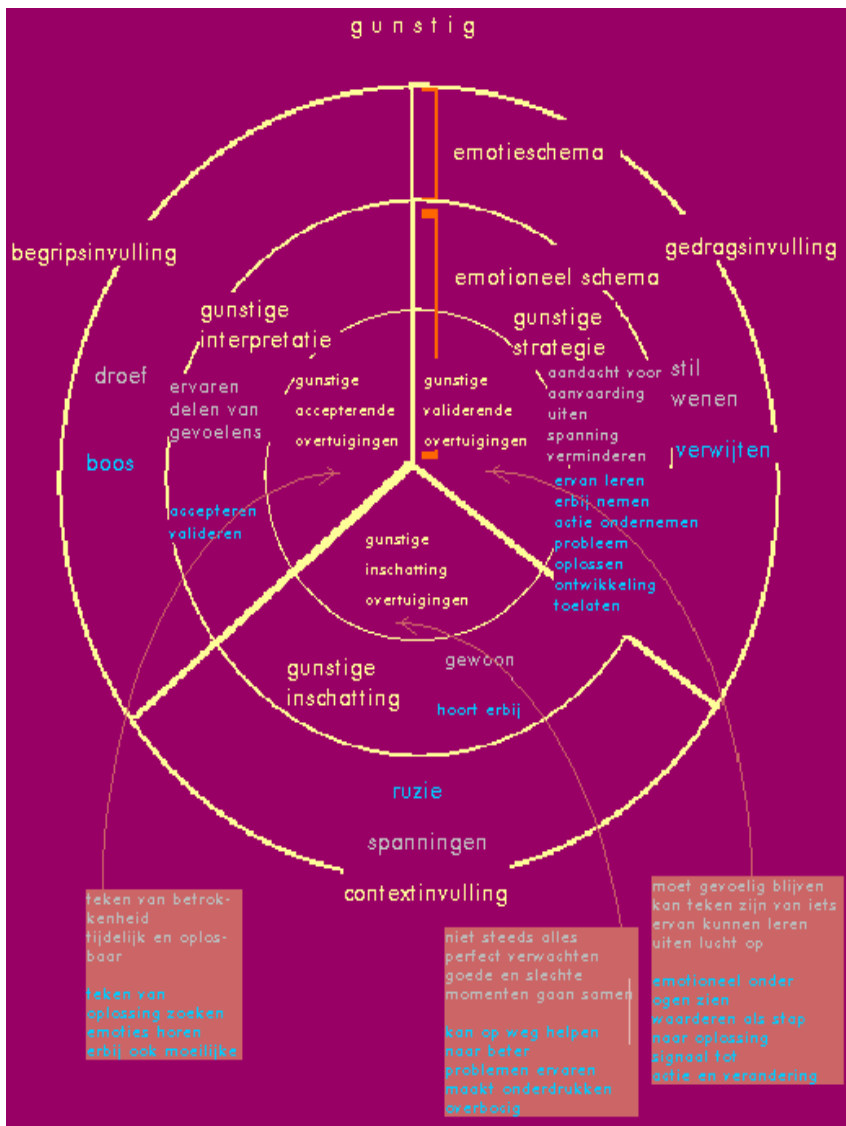 gunstig
emotieschema
begripsinvulling
gedragsinvulling
emotioneel schema
gunstige
interpretatie
gunstige
strategie
droef
boos
ervaren
delen van
gevoelens
accepteren
valideren
gunstige
accepterende
overtuigingen
gunstige
validerende
overtuigingen
aandacht voor
aanvaarding
uiten
spanning
verminderen
ervan leren
erbij nemen
actie ondernemen
probleem
oplossen
ontwikkeling
toelaten
stil
wenen
verwijten
gunstige
inschatting
overtuigingen
gunstige
inschatting
gewoon
hoort erbij
ruzie
spanningen
contextinvulling
teken van betrok-
kenheid
tijdelijk en oplos-
baar
teken van
oplossing zoeken
emoties horen
erbij ook moeilijke
niet steeds alles
perfect verwachten
goede en slechte
momenten gaan samen
kan op weg helpen
naar beter
problemen ervaren
maakt onderdrukken
overbodig
moet gevoelig blijven
kan teken zijn van iets
ervan kunnen leren
uiten lucht op
emotioneel onder
ogen zien
waarderen als stap
naar oplossing
signaal tot
actie en verandering